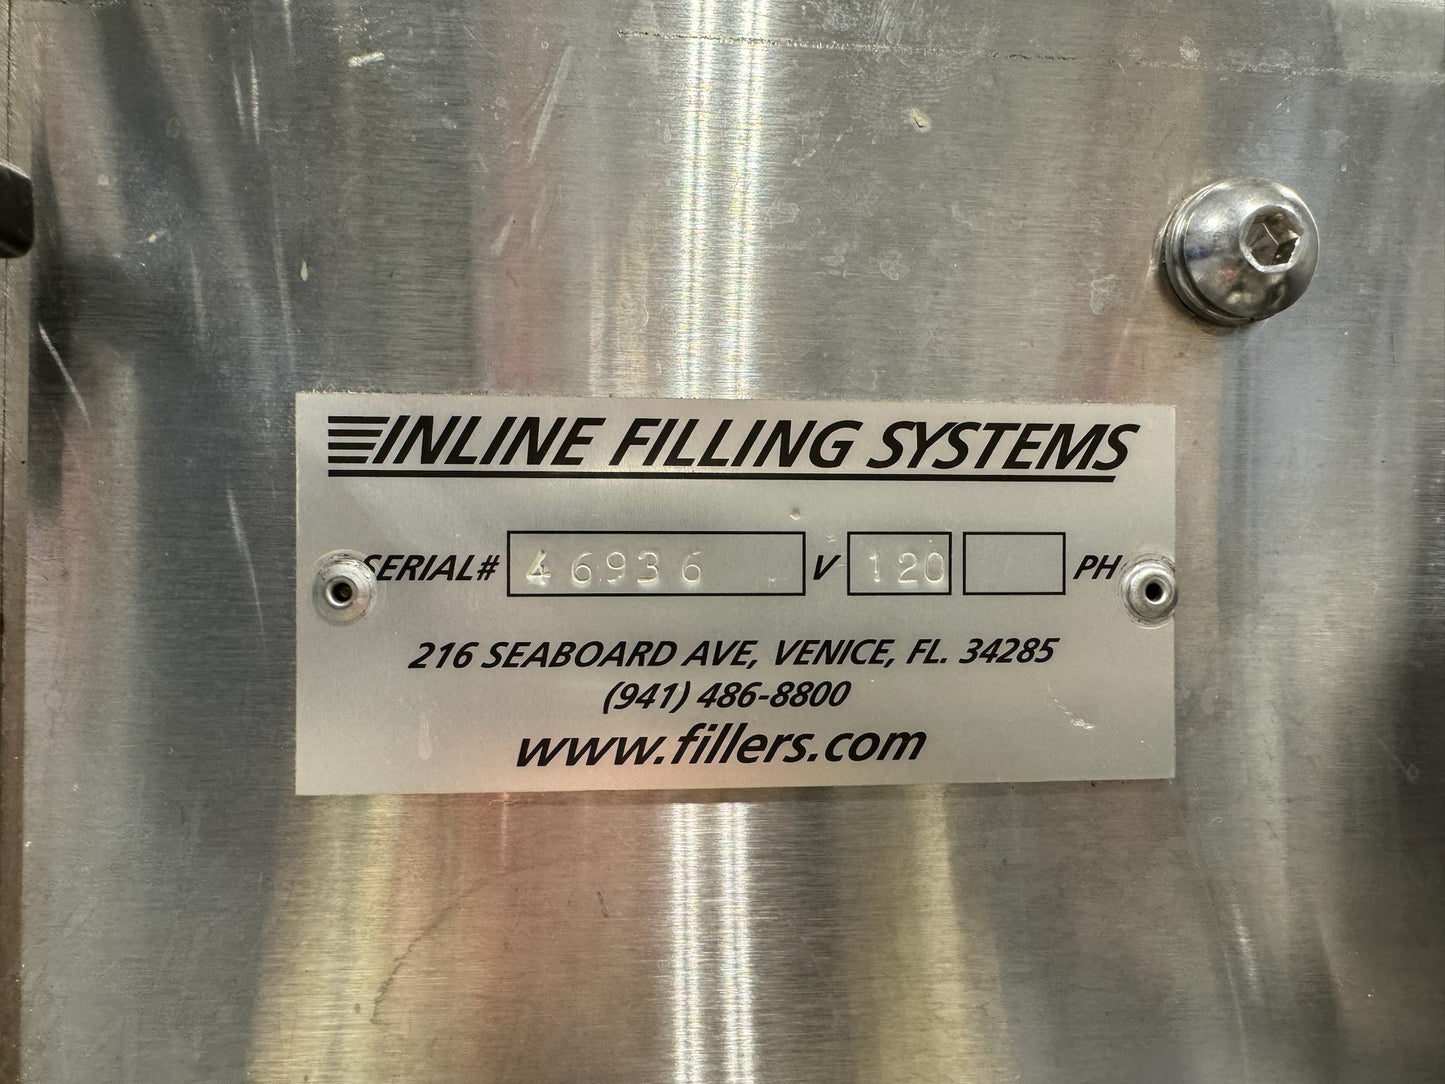 INLINE FILLING SYSTEMS
SERIAL# 46936 V 120 PH
216 SEABOARD AVE, VENICE, FL. 34285
(941) 486-8800
www.fillers.com